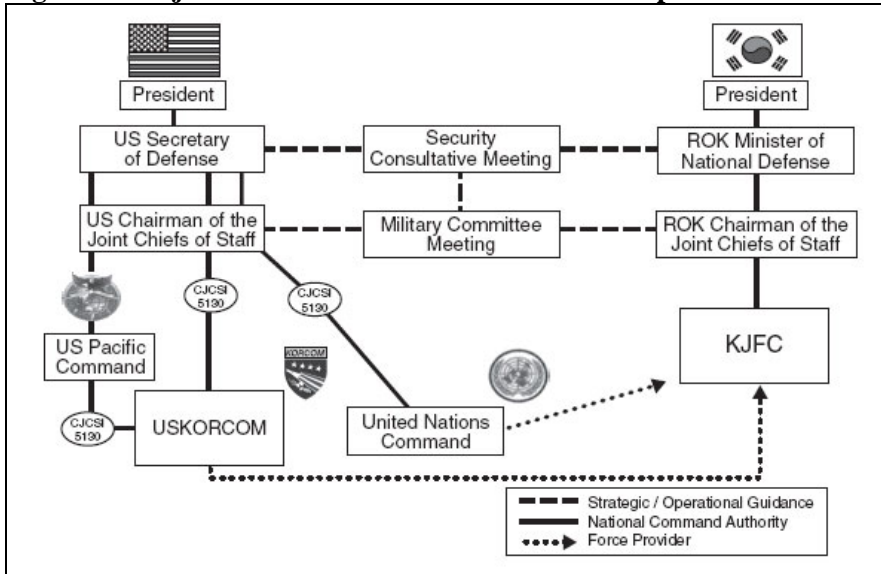 President
President
US Secretary
of Defense
Security
Consultative Meeting
ROK Minister of
National Defense
US Chairman of the
Joint Chiefs of Staff
Military Committee
Meeting
ROK Chairman of the
Joint Chiefs of Staff
CJCSI
5130
CJCSI
5130
US Pacific
Command
KORCOM
KJFC
CJCSI
5130
USKORCOM
United Nations
Command
Strategic / Operational Guidance
National Command Authority
Force Provider